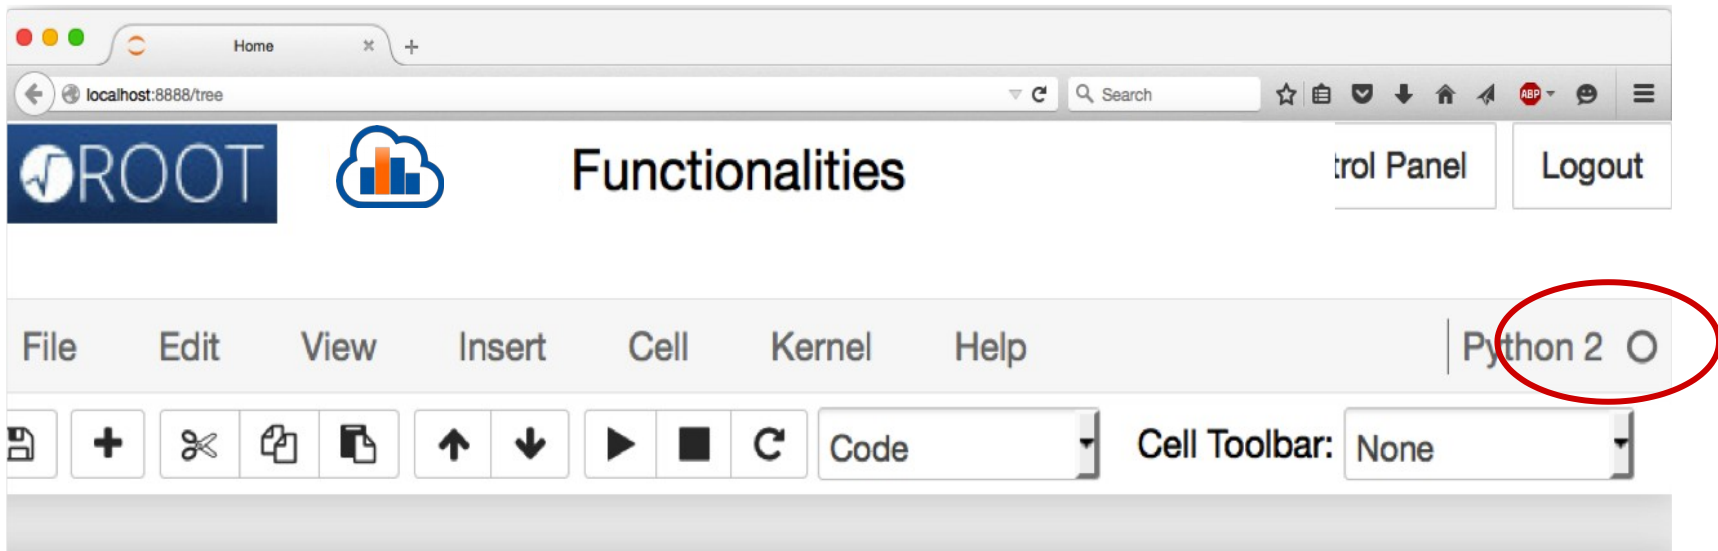 Home
localhost:8888/tree
Search
ABP
ROOT
Functionalities
trol Panel
Logout
File Edit View Insert Cell Kernel Help
Python 2
Code
Cell Toolbar:
None